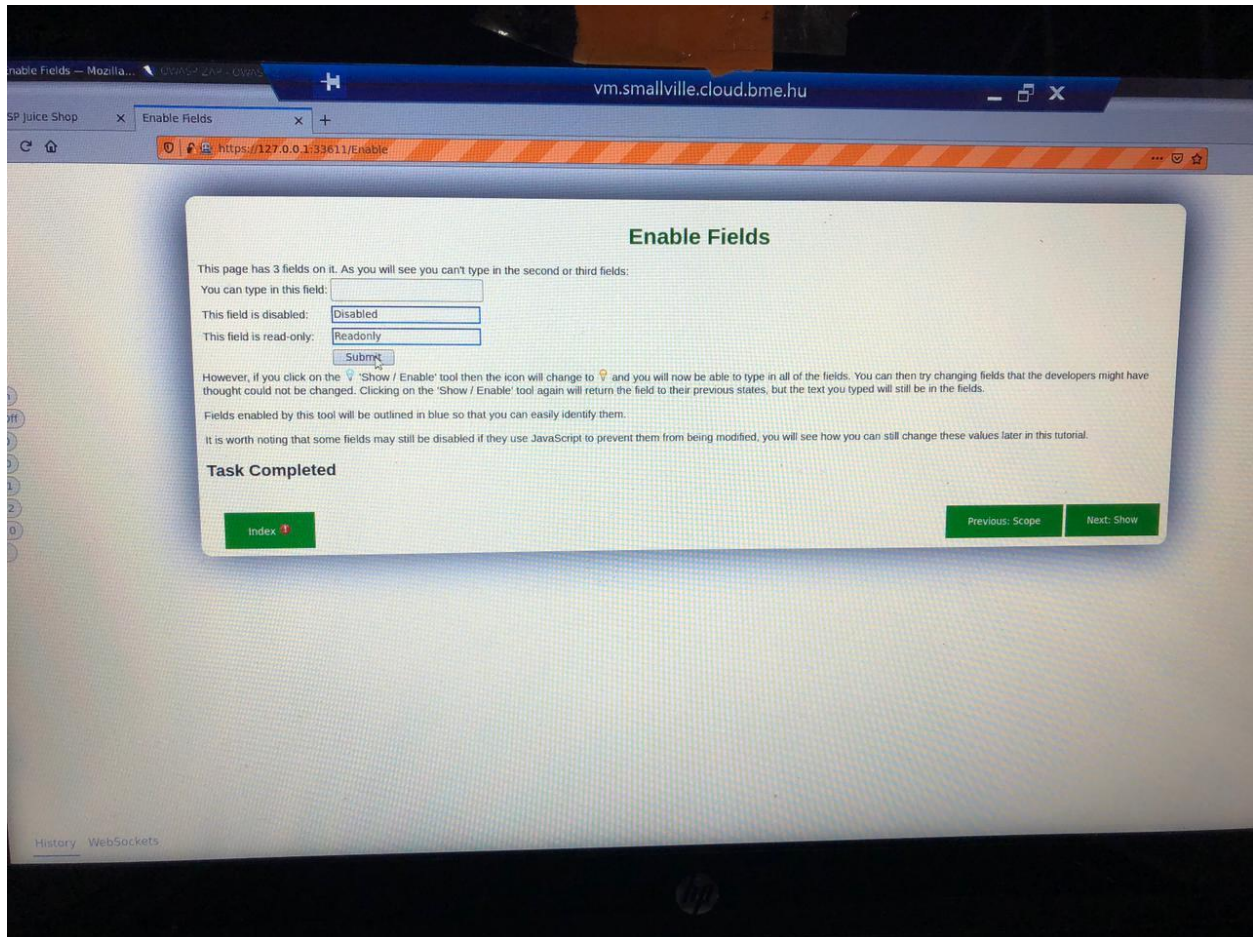 nable Fields — Mozilla...
OWASP ZAP - OWAS
vm.smallville.cloud.bme.hu
SP Juice Shop
Enable Fields
https://127.0.0.1:33611/Enable
Enable Fields
This page has 3 fields on it. As you will see you can't type in the second or third fields:
You can type in this field:
This field is disabled: Disabled
This field is read-only: Readonly
Submit
However, if you click on the 'Show / Enable' tool then the icon will change to and you will now be able to type in all of the fields. You can then try changing fields that the developers might have
thought could not be changed. Clicking on the 'Show / Enable' tool again will return the field to their previous states, but the text you typed will still be in the fields.
Fields enabled by this tool will be outlined in blue so that you can easily identify them.
It is worth noting that some fields may still be disabled if they use JavaScript to prevent them from being modified, you will see how you can still change these values later in this tutorial.
Task Completed
Index
Previous: Scope
Next: Show
History WebSockets
hp